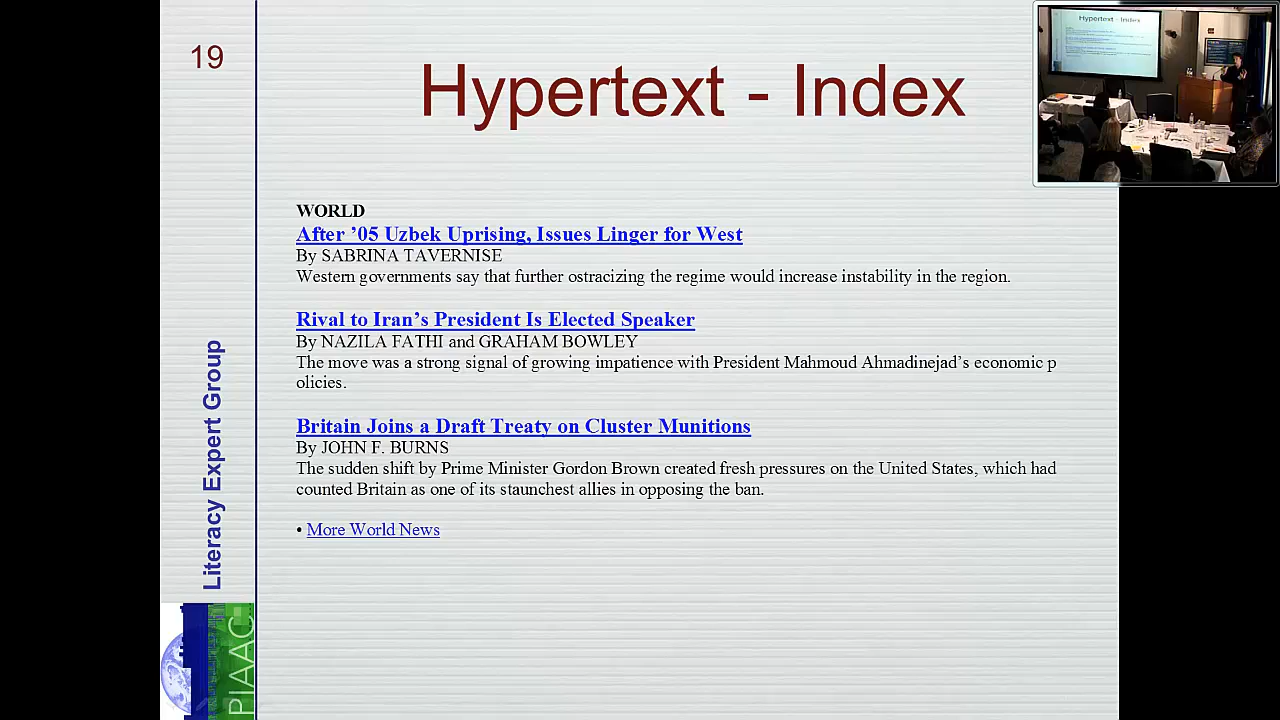 19
Hypertext - Index
Hypertext - Index
WORLD
After ’05 Uzbek Uprising, Issues Linger for West
By SABRINA TAVERNISE
Western governments say that further ostracizing the regime would increase instability in the region.
Rival to Iran’s President Is Elected Speaker
By NAZILA FATHI and GRAHAM BOWLEY
The move was a strong signal of growing impatience with President Mahmoud Ahmadinejad’s economic p
olicies.
Britain Joins a Draft Treaty on Cluster Munitions
By JOHN F. BURNS
The sudden shift by Prime Minister Gordon Brown created fresh pressures on the United States, which had
counted Britain as one of its staunchest allies in opposing the ban.
• More World News
Literacy Expert Group
PIAAC